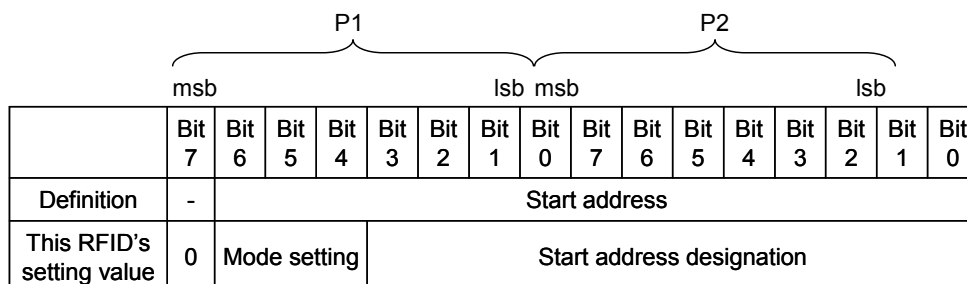 P1 P2
msb lsb msb lsb
Bit 7 Bit 6 Bit 5 Bit 4 Bit 3 Bit 2 Bit 1 Bit 0 Bit 7 Bit 6 Bit 5 Bit 4 Bit 3 Bit 2 Bit 1 Bit 0
Definition - Start address
This RFID's setting value 0 Mode setting Start address designation